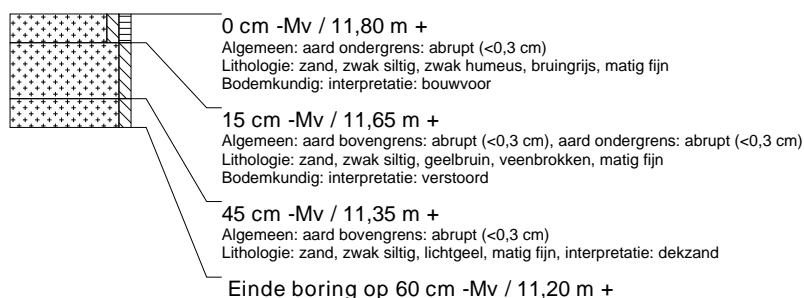 0 cm -Mv / 11,80 m +
Algemeen: aard ondergrens: abrupt (<0,3 cm)
Lithologie: zand, zwak siltig, zwak humeus, bruingrijs, matig fijn
Bodemkundig: interpretatie: bouwvoor
15 cm -Mv / 11,65 m +
Algemeen: aard bovengrens: abrupt (<0,3 cm), aard ondergrens: abrupt (<0,3 cm)
Lithologie: zand, zwak siltig, geelbruin, veenbrokken, matig fijn
Bodemkundig: interpretatie: verstoord
45 cm -Mv / 11,35 m +
Algemeen: aard bovengrens: abrupt (<0,3 cm)
Lithologie: zand, zwak siltig, lichtgeel, matig fijn, interpretatie: dekzand
Einde boring op 60 cm -Mv / 11,20 m +